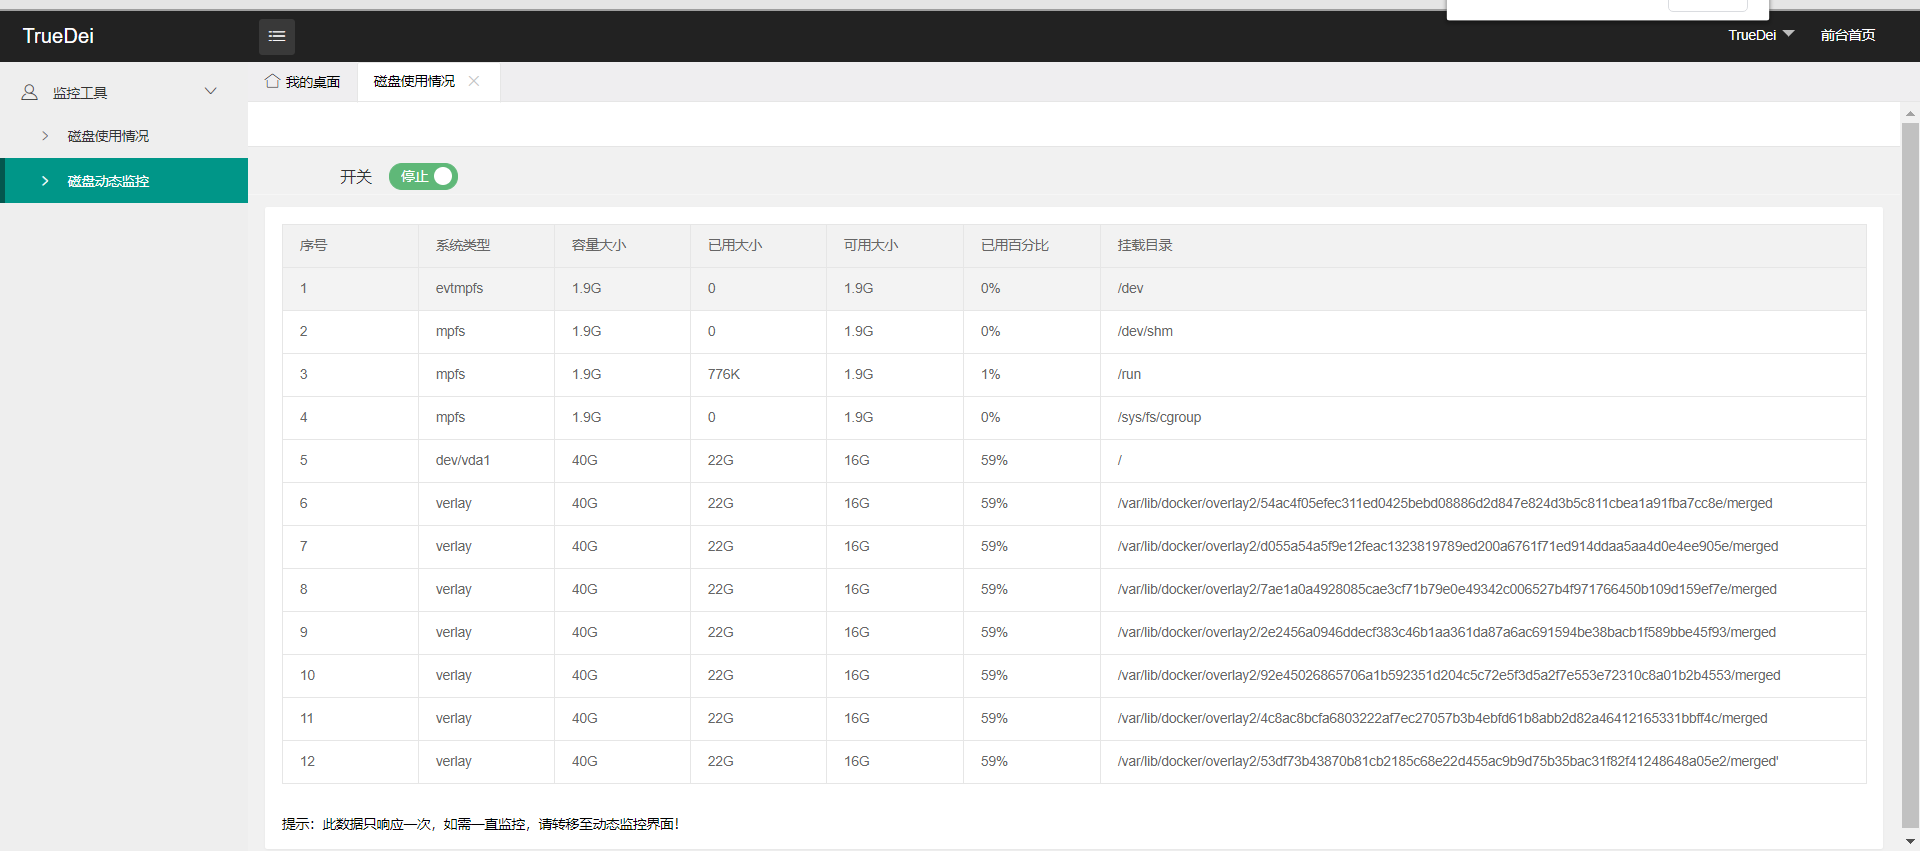 TrueDei
TrueDei 前台首页
监控工具
磁盘使用情况
磁盘动态监控
我的桌面 磁盘使用情况
开关 停止
序号 系统类型 容量大小 已用大小 可用大小 已用百分比 挂载目录
1 evtmpfs 1.9G 0 1.9G 0% /dev
2 mpfs 1.9G 0 1.9G 0% /dev/shm
3 mpfs 1.9G 776K 1.9G 1% /run
4 mpfs 1.9G 0 1.9G 0% /sys/fs/cgroup
5 dev/vda1 40G 22G 16G 59% /
6 verlay 40G 22G 16G 59% /var/lib/docker/overlay2/54ac4f05efec311ed0425bebd08886d2d847e824d3b5c811cbea1a91fba7cc8e/merged
7 verlay 40G 22G 16G 59% /var/lib/docker/overlay2/d055a54a5f9e12feac1323819789ed200a6761f71ed914ddaa5aa4d0e4ee905e/merged
8 verlay 40G 22G 16G 59% /var/lib/docker/overlay2/7ae1a0a4928085cae3cf71b79e0e49342c006527b4f971766450b109d159ef7e/merged
9 verlay 40G 22G 16G 59% /var/lib/docker/overlay2/2e2456a0946ddecf383c46b1aa361da87a6ac691594be38bacb1f589bbe45f93/merged
10 verlay 40G 22G 16G 59% /var/lib/docker/overlay2/92e45026865706a1b592351d204c5c72e5f3d5a2f7e553e72310c8a01b2b4553/merged
11 verlay 40G 22G 16G 59% /var/lib/docker/overlay2/4c8ac8bcfa6803222af7ec27057b3b4ebfd61b8abb2d82a46412165331bbff4c/merged
12 verlay 40G 22G 16G 59% /var/lib/docker/overlay2/53df73b43870b81cb2185c68e22d455ac9b9d75b35bac31f82f41248648a05e2/merged'
提示：此数据只响应一次，如需一直监控，请转移至动态监控界面！